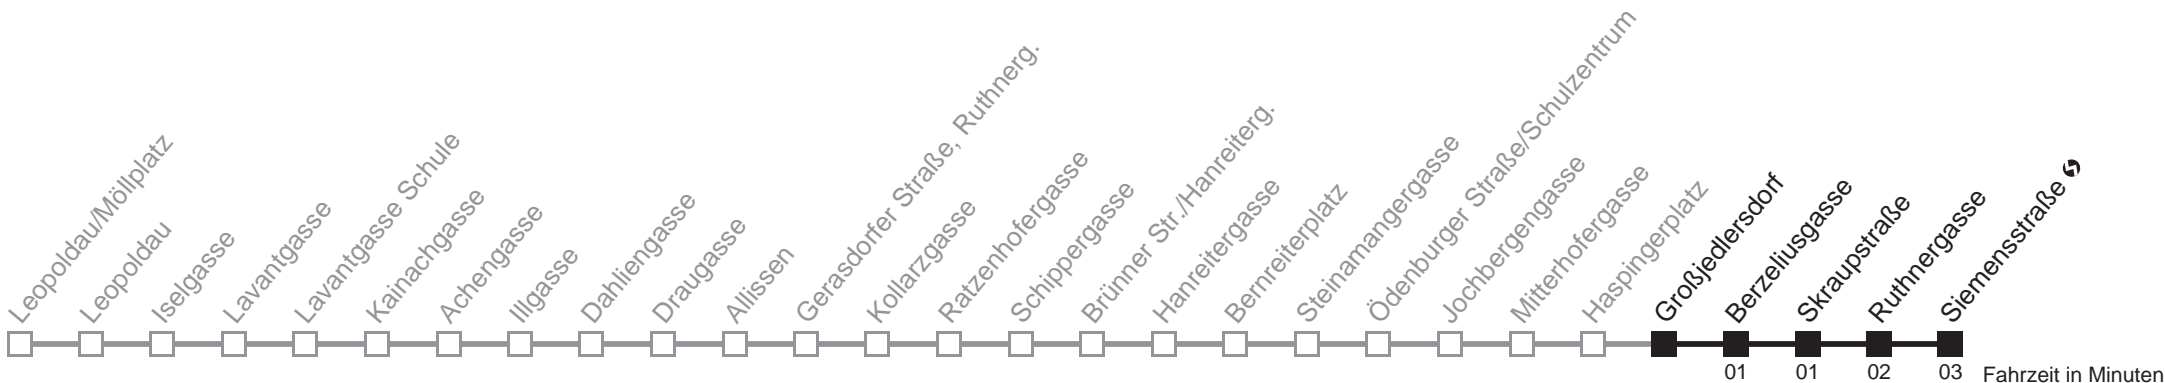 Leopoldau/Möllplatz
Leopoldau
Iselgasse
Lavantgasse
Lavantgasse Schule
Kainachgasse
Achengasse
Illgasse
Dahliengasse
Draugasse
Allissen
Gerasdorfer Straße, Ruthnerg.
Kollarzgasse
Ratzenhofergasse
Schippergasse
Brünner Str./Hanreiterg.
Hanreitergasse
Bernreiterplatz
Steinamangergasse
Ödenburger Straße/Schulzentrum
Jochbergengasse
Mitterhofergasse
Haspingerplatz
Großjedlersdorf
Berzeliusgasse
Skraupstraße
Ruthnergasse
Siemensstraße
01 01 02 03 Fahrzeit in Minuten